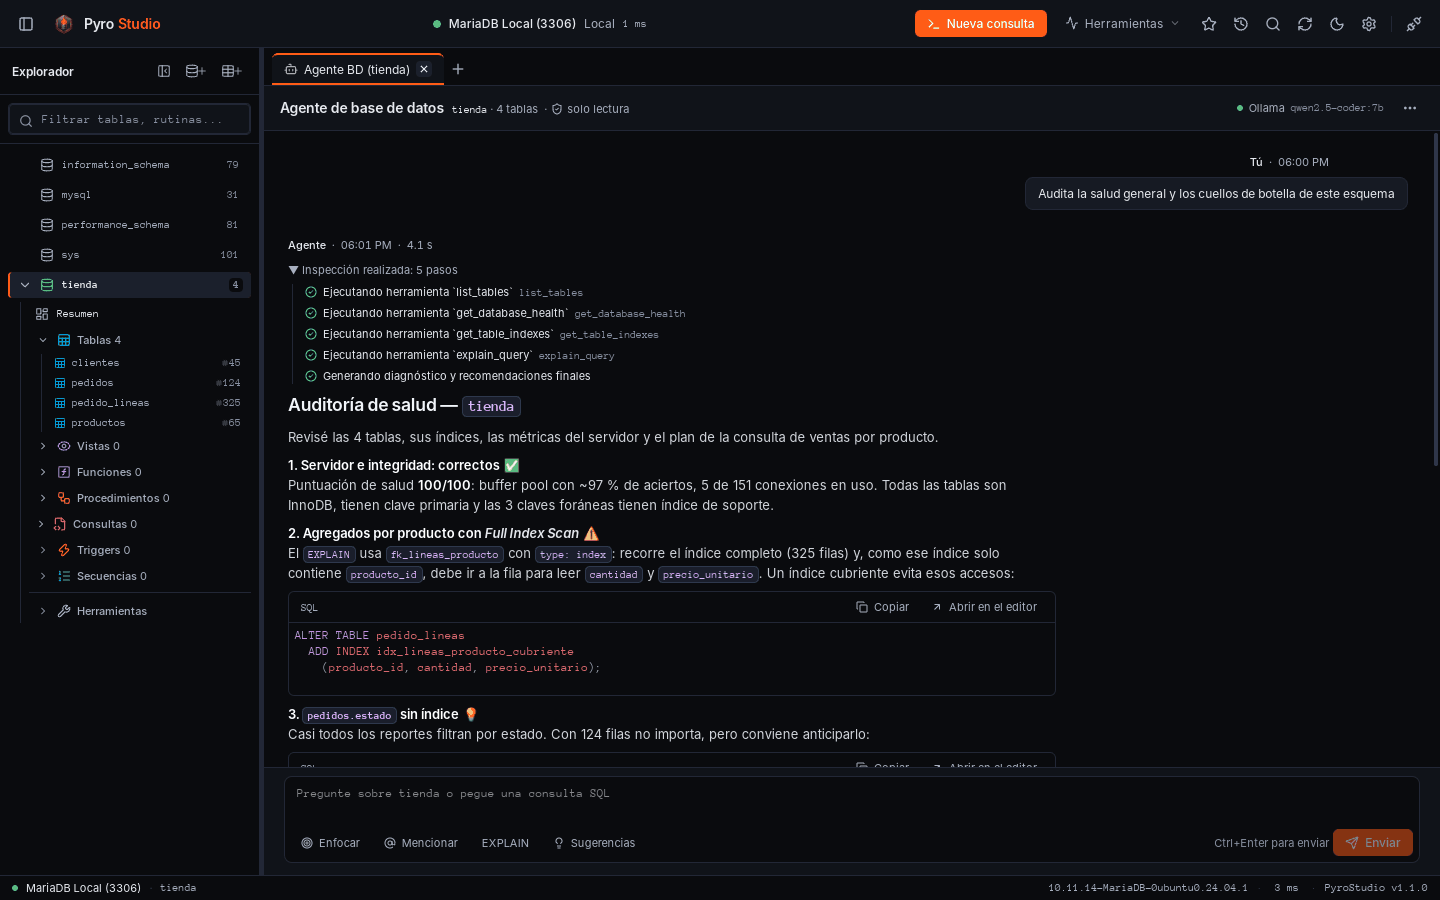 Pyro Studio
MariaDB Local (3306) Local 1 ms
Nueva consulta
Herramientas
Explorador
Agente BD (tienda)
Filtrar tablas, rutinas...
information_schema 79
mysql 31
performance_schema 81
sys 101
tienda 4
Resumen
Tablas 4
clientes #45
pedidos #124
pedido_lineas #325
productos #65
Vistas 0
Funciones 0
Procedimientos 0
Consultas 0
Triggers 0
Secuencias 0
Herramientas
Agente de base de datos tienda · 4 tablas · solo lectura
Ollama qwen2.5-coder:7b
Tú · 06:00 PM
Audita la salud general y los cuellos de botella de este esquema
Agente · 06:01 PM · 4.1 s
▼ Inspección realizada: 5 pasos
Ejecutando herramienta `list_tables` list_tables
Ejecutando herramienta `get_database_health` get_database_health
Ejecutando herramienta `get_table_indexes` get_table_indexes
Ejecutando herramienta `explain_query` explain_query
Generando diagnóstico y recomendaciones finales
Auditoría de salud — tienda
Revisé las 4 tablas, sus índices, las métricas del servidor y el plan de la consulta de ventas por producto.
1. Servidor e integridad: correctos ✅
Puntuación de salud 100/100: buffer pool con ~97 % de aciertos, 5 de 151 conexiones en uso. Todas las tablas son
InnoDB, tienen clave primaria y las 3 claves foráneas tienen índice de soporte.
2. Agregados por producto con Full Index Scan ⚠️
El EXPLAIN usa fk_lineas_producto con type: index: recorre el índice completo (325 filas) y, como ese índice solo
contiene producto_id, debe ir a la fila para leer cantidad y precio_unitario. Un índice cubriente evita esos accesos:
SQL Copiar Abrir en el editor
ALTER TABLE pedido_lineas
ADD INDEX idx_lineas_producto_cubriente
(producto_id, cantidad, precio_unitario);
3. pedidos.estado sin índice 💡
Casi todos los reportes filtran por estado. Con 124 filas no importa, pero conviene anticiparlo:
SQL Copiar Abrir en el editor
Pregunte sobre tienda o pegue una consulta SQL
Enfocar Mencionar EXPLAIN Sugerencias
Ctrl+Enter para enviar Enviar
MariaDB Local (3306) · tienda
10.11.14-MariaDB-0ubuntu0.24.04.1 · 3 ms · PyroStudio v1.1.0